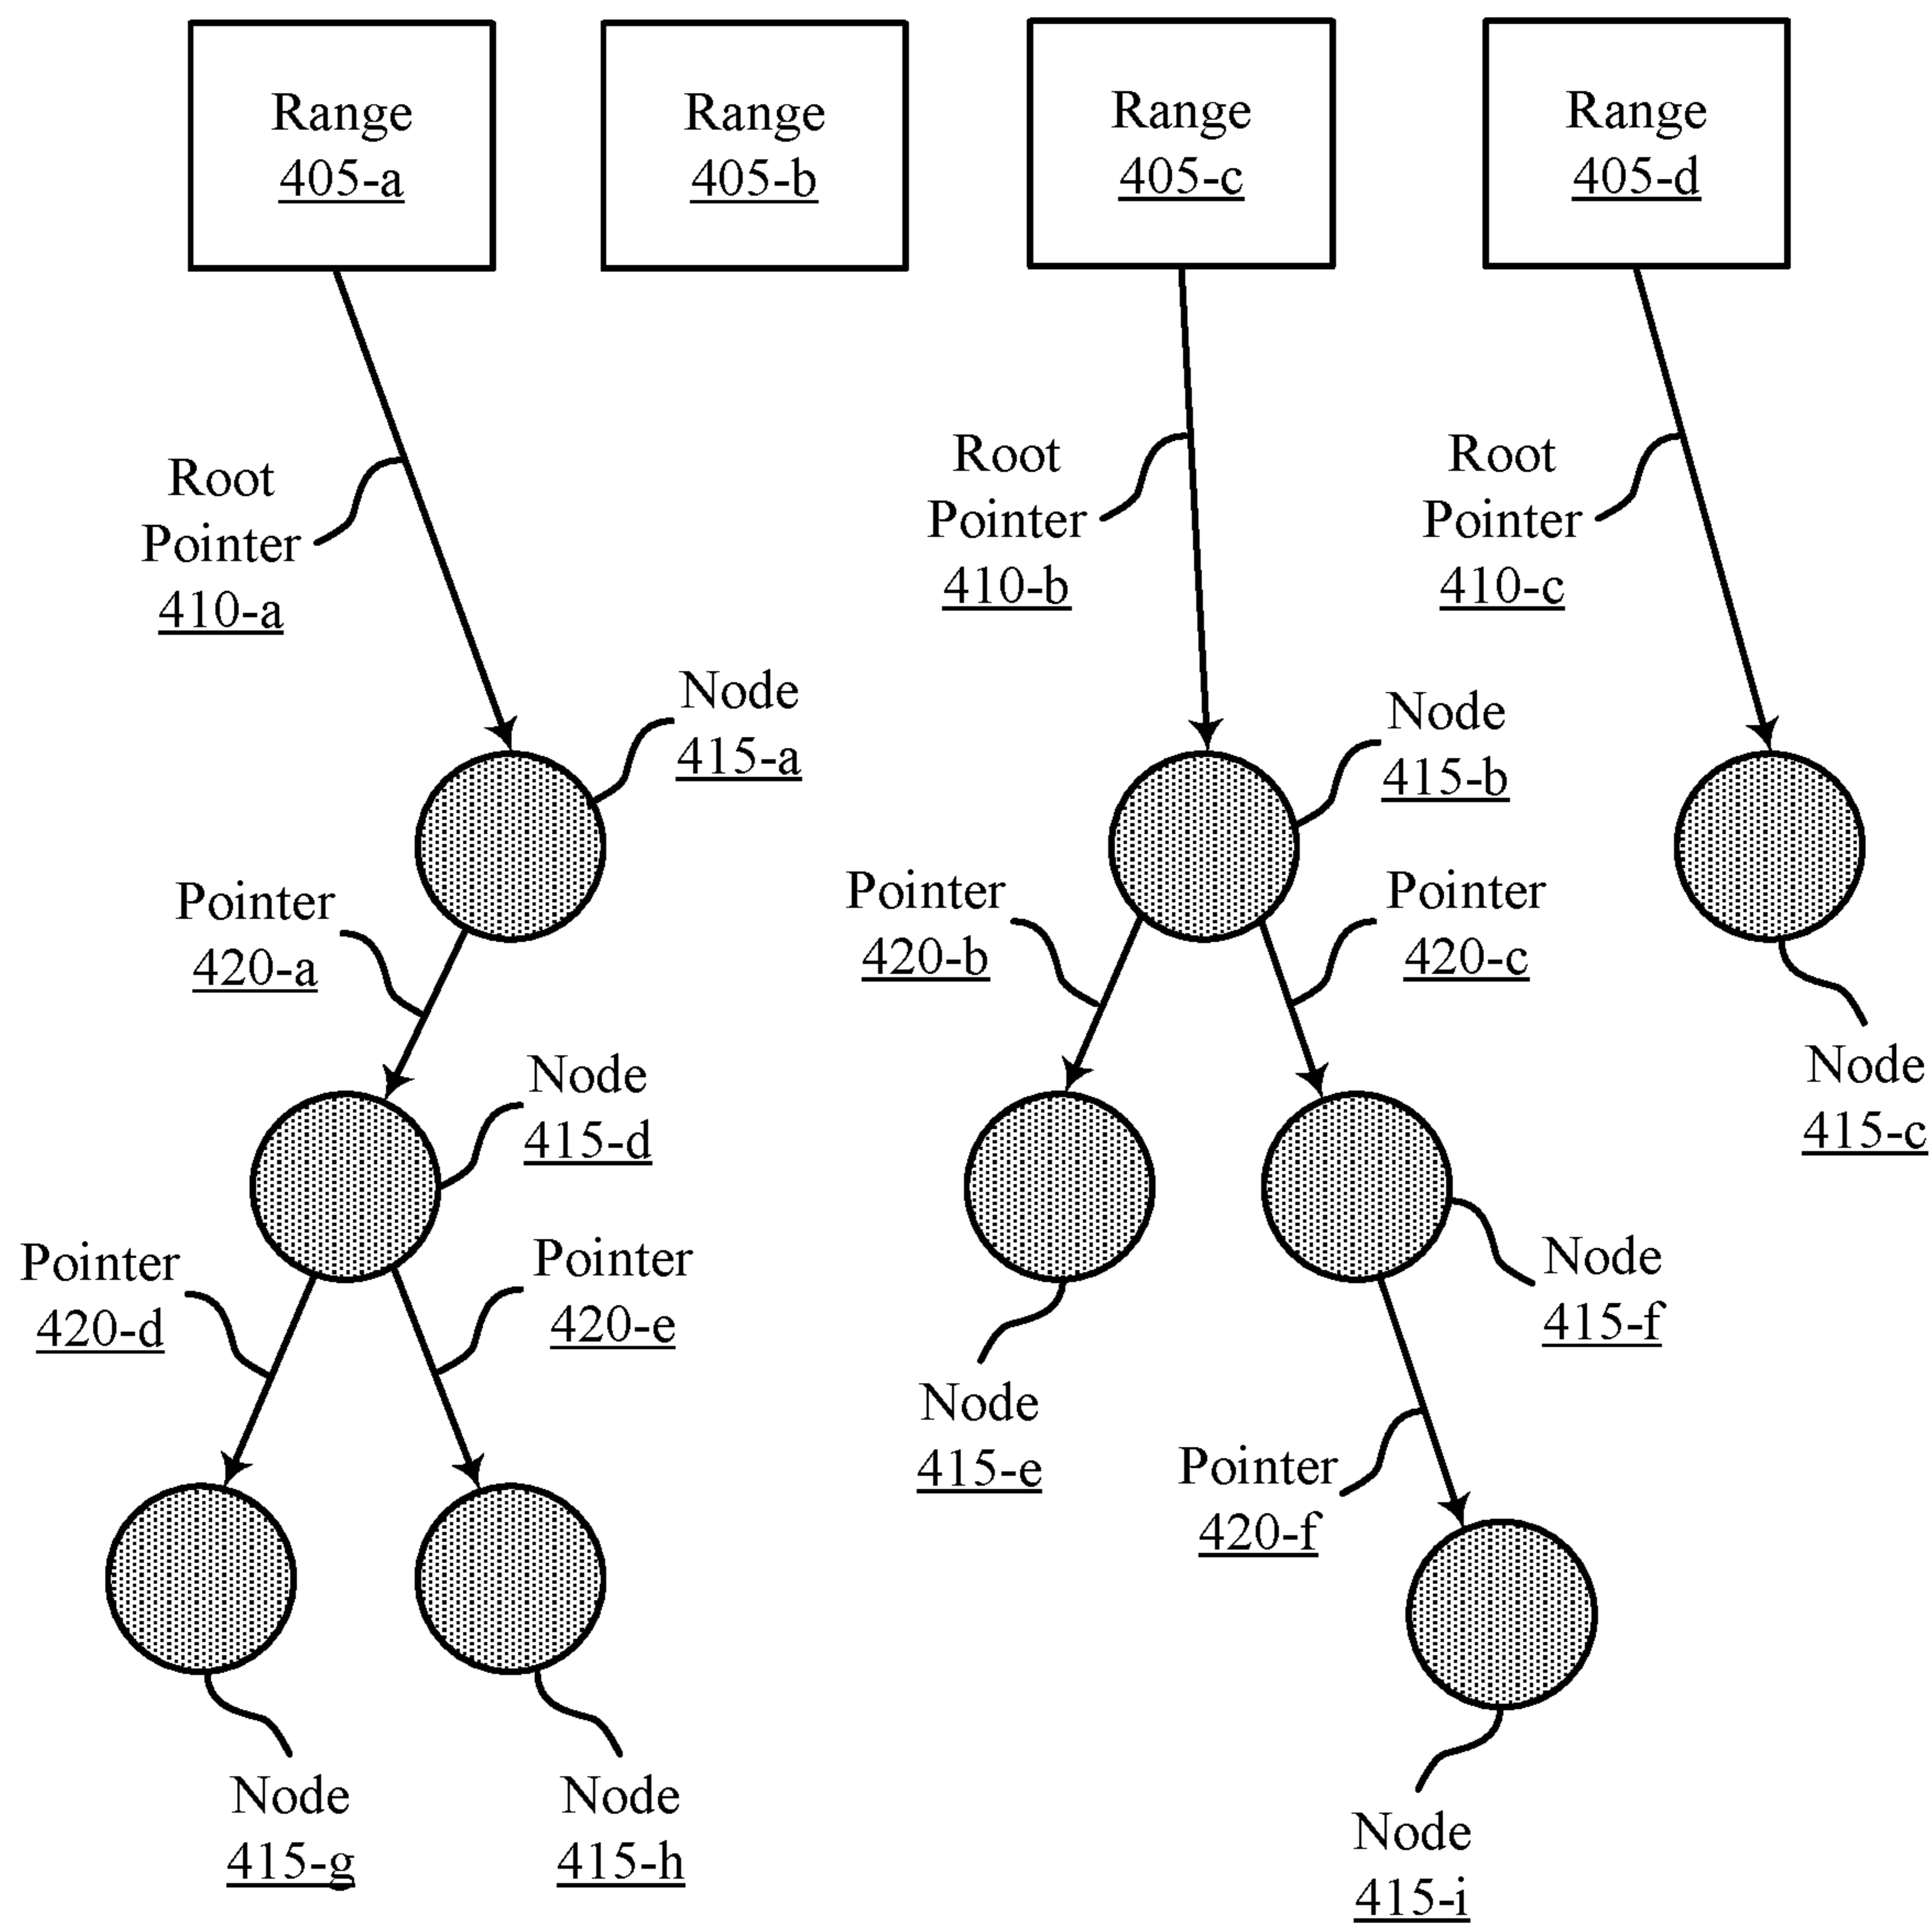 Range
405-a
Range
405-b
Range
405-c
Range
405-d
Root
Pointer
410-a
Root
Pointer
410-b
Root
Pointer
410-c
Node
415-a
Node
415-b
Pointer
420-a
Pointer
420-b
Pointer
420-c
Node
415-c
Node
415-d
Pointer
420-d
Pointer
420-e
Node
415-f
Node
415-e
Pointer
420-f
Node
415-g
Node
415-h
Node
415-i